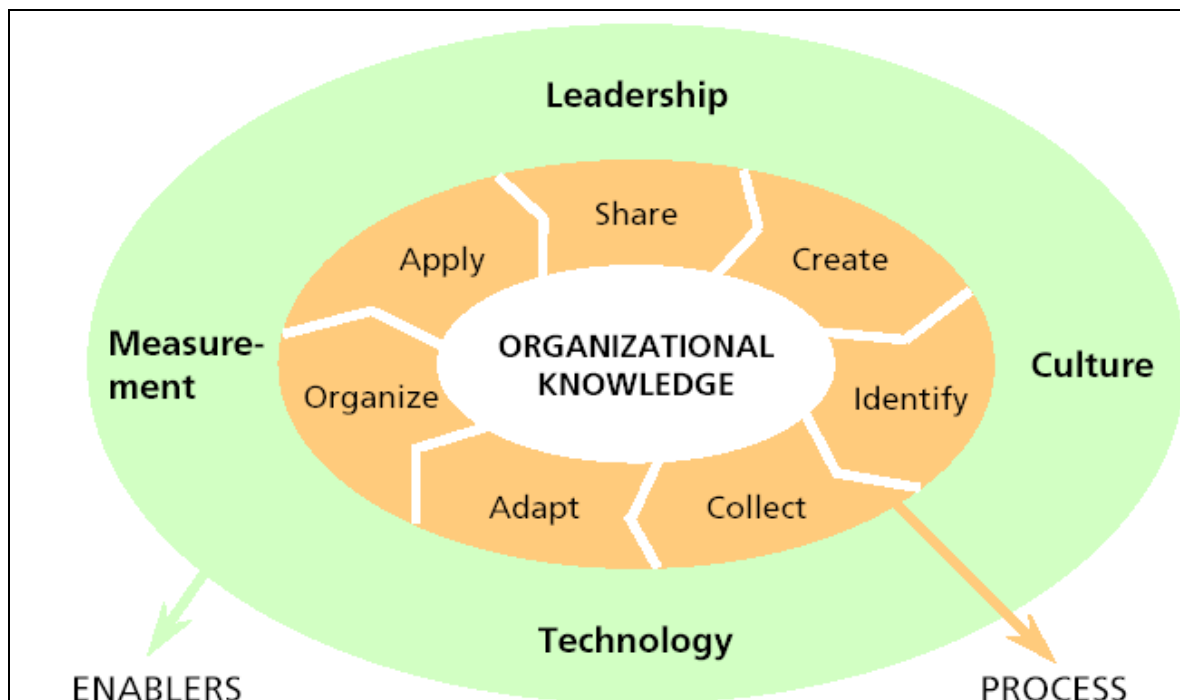 Leadership
Share
Apply
Create
Measure-
ment
ORGANIZATIONAL
KNOWLEDGE
Culture
Organize
Identify
Adapt
Collect
Technology
ENABLERS
PROCESS